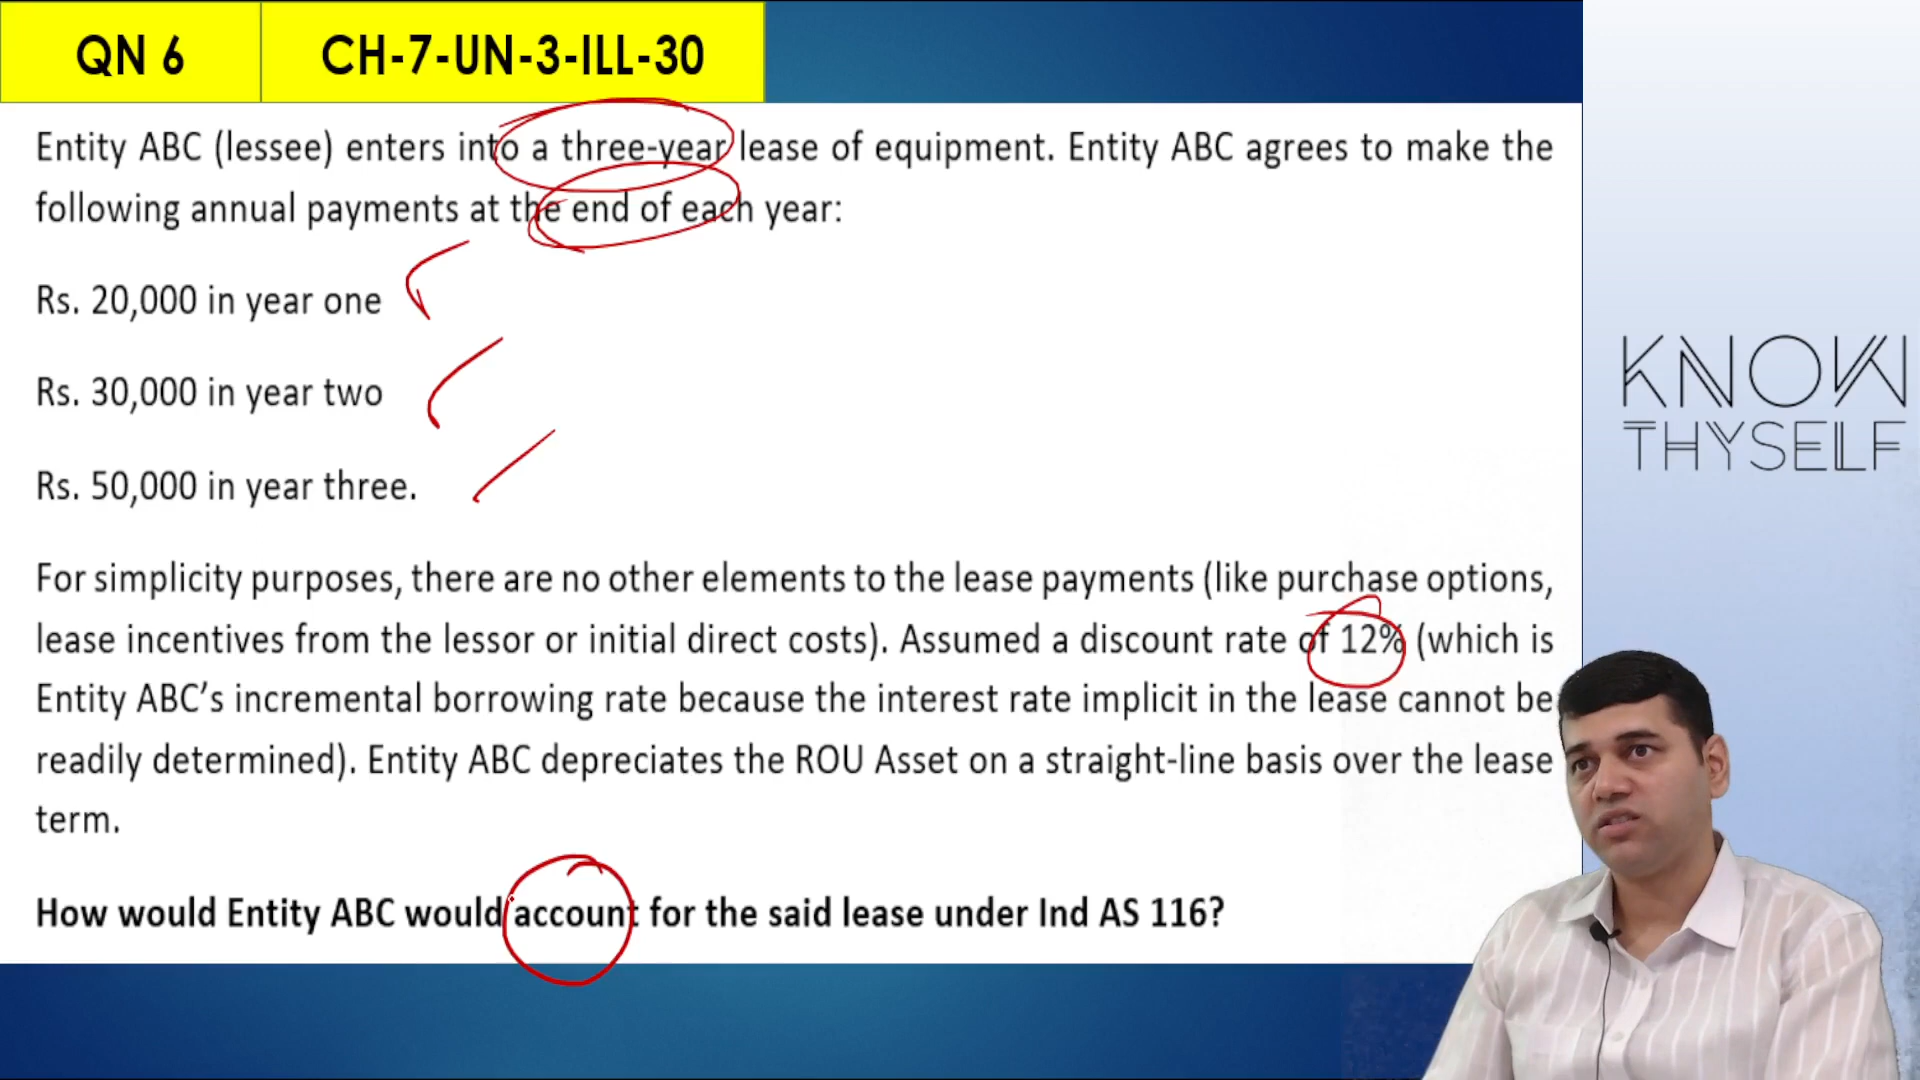 QN 6
CH-7-UN-3-ILL-30
Entity ABC (lessee) enters into a three-year lease of equipment. Entity ABC agrees to make the
following annual payments at the end of each year:
Rs. 20,000 in year one
Rs. 30,000 in year two
Rs. 50,000 in year three.
For simplicity purposes, there are no other elements to the lease payments (like purchase options,
lease incentives from the lessor or initial direct costs). Assumed a discount rate of 12% (which is
Entity ABC’s incremental borrowing rate because the interest rate implicit in the lease cannot be
readily determined). Entity ABC depreciates the ROU Asset on a straight-line basis over the lease
term.
How would Entity ABC would account for the said lease under Ind AS 116?
KNOW
THYSELF